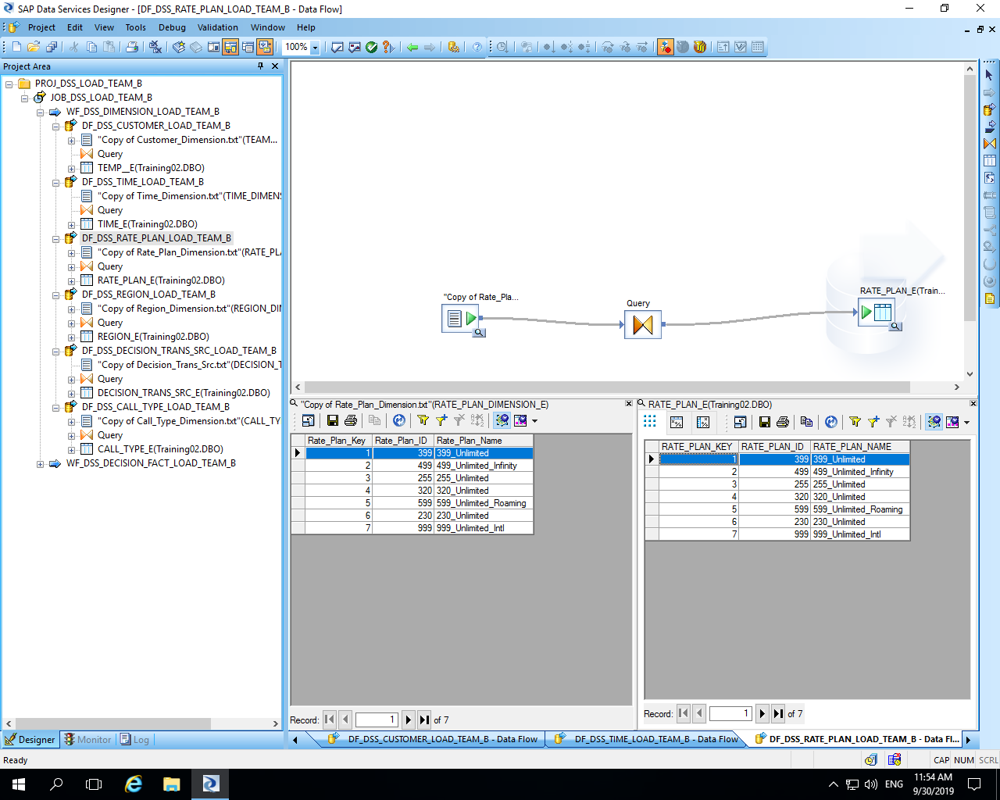 SAP Data Services Designer - [DF_DSS_RATE_PLAN_LOAD_TEAM_B - Data Flow]
Project Edit View Tools Debug Validation Window Help
100%
Project Area
PROJ_DSS_LOAD_TEAM_B
JOB_DSS_LOAD_TEAM_B
WF_DSS_DIMENSION_LOAD_TEAM_B
DF_DSS_CUSTOMER_LOAD_TEAM_B
"Copy of Customer_Dimension.txt"(TEAM...
Query
TEMP__E(Training02.DBO)
DF_DSS_TIME_LOAD_TEAM_B
"Copy of Time_Dimension.txt"(TIME_DIMENS
Query
TIME_E(Training02.DBO)
DF_DSS_RATE_PLAN_LOAD_TEAM_B
"Copy of Rate_Plan_Dimension.txt"(RATE_PL
Query
RATE_PLAN_E(Training02.DBO)
DF_DSS_REGION_LOAD_TEAM_B
"Copy of Region_Dimension.txt"(REGION_DI
Query
REGION_E(Training02.DBO)
DF_DSS_DECISION_TRANS_SRC_LOAD_TEAM_B
"Copy of Decision_Trans_Src.txt"(DECISION_T
Query
DECISION_TRANS_SRC_E(Training02.DBO)
DF_DSS_CALL_TYPE_LOAD_TEAM_B
"Copy of Call_Type_Dimension.txt"(CALL_TY
Query
CALL_TYPE_E(Training02.DBO)
WF_DSS_DECISION_FACT_LOAD_TEAM_B
Designer Monitor Log
"Copy of Rate_Pla...
Query
RATE_PLAN_E(Train...
"Copy of Rate_Plan_Dimension.txt"(RATE_PLAN_DIMENSION_E)
Rate_Plan_Key Rate_Plan_ID Rate_Plan_Name
1 399 399_Unlimited
2 499 499_Unlimited_Infinity
3 255 255_Unlimited
4 320 320_Unlimited
5 599 599_Unlimited_Roaming
6 230 230_Unlimited
7 999 999_Unlimited_Intl
Record: 1 of 7
RATE_PLAN_E(Training02.DBO)
RATE_PLAN_KEY RATE_PLAN_ID RATE_PLAN_NAME
1 399 399_Unlimited
2 499 499_Unlimited_Infinity
3 255 255_Unlimited
4 320 320_Unlimited
5 599 599_Unlimited_Roaming
6 230 230_Unlimited
7 999 999_Unlimited_Intl
Record: 1 of 7
DF_DSS_CUSTOMER_LOAD_TEAM_B - Data Flow
DF_DSS_TIME_LOAD_TEAM_B - Data Flow
DF_DSS_RATE_PLAN_LOAD_TEAM_B - Data Fl...
Ready
CAP NUM SCRL
ENG
11:54 AM
9/30/2019